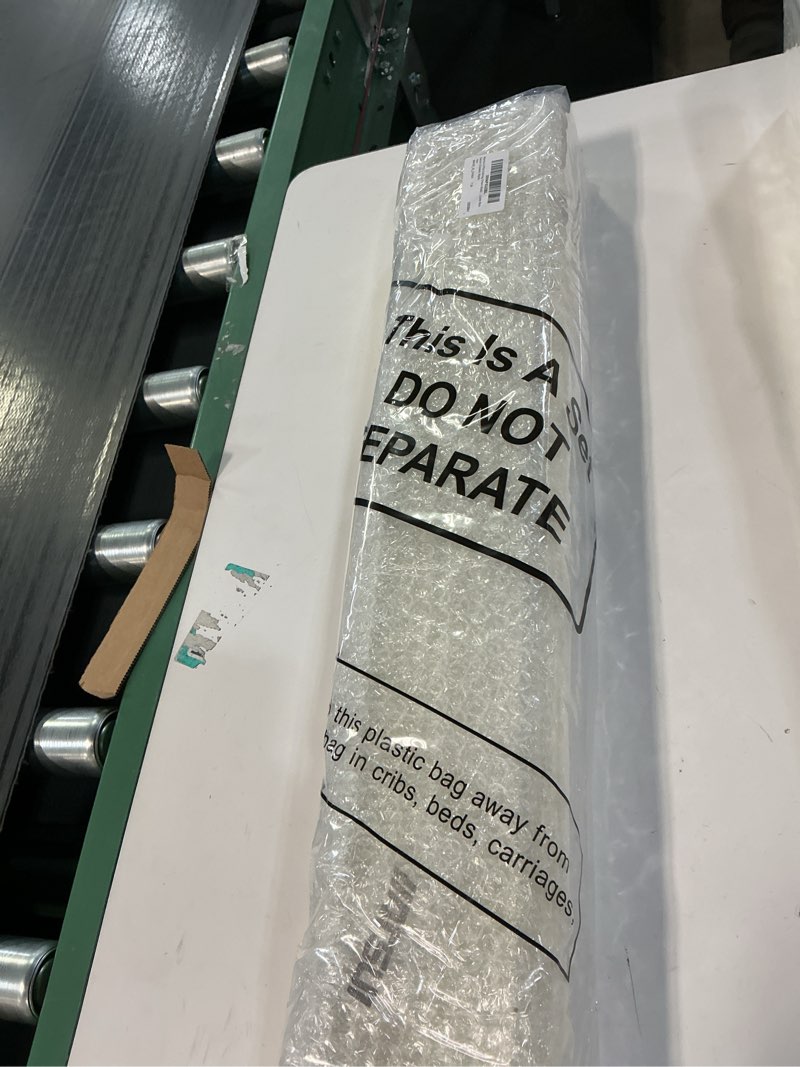 This Is A Set
DO NOT
EPARATE
this plastic bag away from
bag in cribs, beds, carriages,